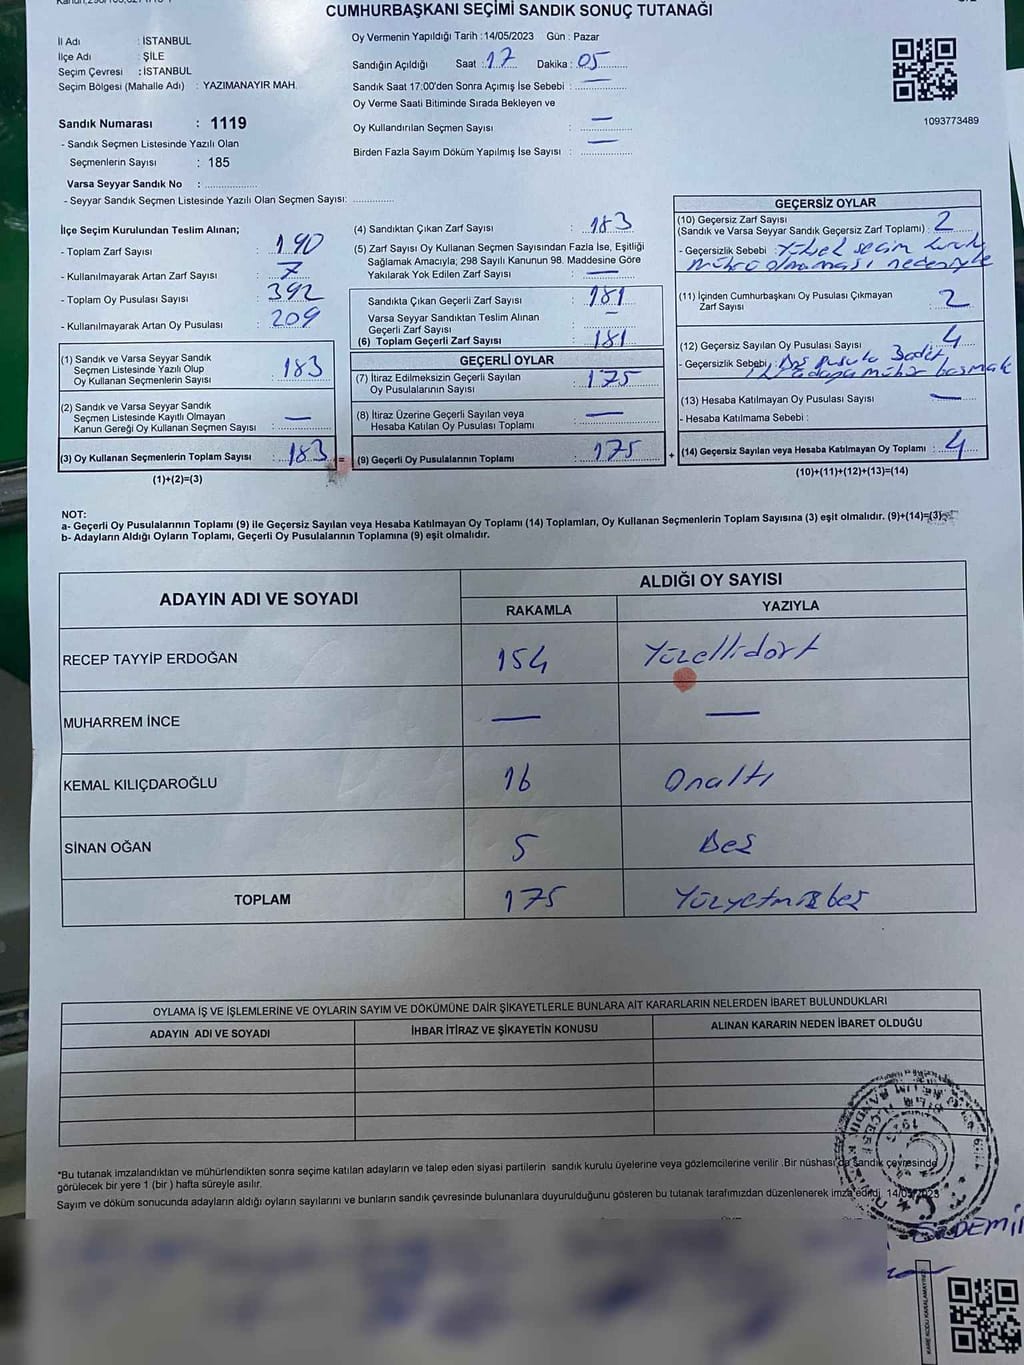 CUMHURBAŞKANI SEÇİMİ SANDIK SONUÇ TUTANAĞI
İl Adı : İSTANBUL
İlçe Adı : ŞİLE
Seçim Çevresi : İSTANBUL
Seçim Bölgesi (Mahalle Adı) : YAZIMANAYIR MAH.
Sandık Numarası : 1119
- Sandık Seçmen Listesinde Yazılı Olan
Seçmenlerin Sayısı : 185
Varsa Seyyar Sandık No : ..................
- Seyyar Sandık Seçmen Listesinde Yazılı Olan Seçmen Sayısı: ..............
Oy Vermenin Yapıldığı Tarih : 14/05/2023 Gün : Pazar
Sandığın Açıldığı Saat : 17 Dakika : 05
Sandık Saat 17:00'den Sonra Açımış İse Sebebi : —
Oy Verme Saati Bitiminde Sırada Bekleyen ve
Oy Kullandırılan Seçmen Sayısı : —
Birden Fazla Sayım Döküm Yapılmış İse Sayısı : —
1093773489
İlçe Seçim Kurulundan Teslim Alınan;
- Toplam Zarf Sayısı : 190
- Kullanılmayarak Artan Zarf Sayısı : 7
- Toplam Oy Pusulası Sayısı : 392
- Kullanılmayarak Artan Oy Pusulası : 209
(1) Sandık ve Varsa Seyyar Sandık
Seçmen Listesinde Yazılı Olup
Oy Kullanan Seçmenlerin Sayısı : 183
(2) Sandık ve Varsa Seyyar Sandık
Seçmen Listesinde Kayıtlı Olmayan
Kanun Gereği Oy Kullanan Seçmen Sayısı : —
(3) Oy Kullanan Seçmenlerin Toplam Sayısı : 183
(1)+(2)=(3)
(4) Sandıktan Çıkan Zarf Sayısı : 183
(5) Zarf Sayısı Oy Kullanan Seçmen Sayısından Fazla İse, Eşitliği
Sağlamak Amacıyla; 298 Sayılı Kanunun 98. Maddesine Göre
Yakılarak Yok Edilen Zarf Sayısı : —
Sandıkta Çıkan Geçerli Zarf Sayısı : 181
Varsa Seyyar Sandıktan Teslim Alınan
Geçerli Zarf Sayısı : —
(6) Toplam Geçerli Zarf Sayısı : 181
GEÇERLİ OYLAR
(7) İtiraz Edilmeksizin Geçerli Sayılan
Oy Pusulasının Sayısı : 175
(8) İtiraz Üzerine Geçerli Sayılan veya
Hesaba Katılan Oy Pusulası Toplamı : —
= (9) Geçerli Oy Pusulalarının Toplamı : 175
GEÇERSİZ OYLAR
(10) Geçersiz Zarf Sayısı
(Sandık ve Varsa Seyyar Sandık Geçersiz Zarf Toplamı) : 2
- Geçersizlik Sebebi : Yüksek seçim kurulu
mührü olmaması nedeniyle
(11) İçinden Cumhurbaşkanı Oy Pusulası Çıkmayan
Zarf Sayısı : 2
(12) Geçersiz Sayılan Oy Pusulası Sayısı : 4
- Geçersizlik Sebebi : Boş pusula 3 adet
adaya mühür basmak
(13) Hesaba Katılmayan Oy Pusulası Sayısı : —
- Hesaba Katılmama Sebebi :
+ (14) Geçersiz Sayılan veya Hesaba Katılmayan Oy Toplamı : 4
(10)+(11)+(12)+(13)=(14)
NOT:
a- Geçerli Oy Pusulalarının Toplamı (9) ile Geçersiz Sayılan veya Hesaba Katılmayan Oy Toplamı (14) Toplamları, Oy Kullanan Seçmenlerin Toplam Sayısına (3) eşit olmalıdır. (9)+(14)=(3)
b- Adayların Aldığı Oyların Toplamı, Geçerli Oy Pusulalarının Toplamına (9) eşit olmalıdır.
ADAYIN ADI VE SOYADI ALDIĞI OY SAYISI
RAKAMLA YAZIYLA
RECEP TAYYİP ERDOĞAN 154 Yüzellidört
MUHARREM İNCE — —
KEMAL KILIÇDAROĞLU 16 Onaltı
SİNAN OĞAN 5 Beş
TOPLAM 175 Yüzyetmişbeş
OYLAMA İŞ VE İŞLEMLERİNE VE OYLARIN SAYIM VE DÖKÜMÜNE DAİR ŞİKAYETLERLE BUNLARA AİT KARARLARIN NELERDEN İBARET BULUNDUKLARI
ADAYIN ADI VE SOYADI İHBAR İTİRAZ VE ŞİKAYETİN KONUSU ALINAN KARARIN NEDEN İBARET OLDUĞU
*Bu tutanak imzalandıktan ve mühürlendikten sonra seçime katılan adayların ve talep eden siyasi partilerin sandık kurulu üyelerine veya gözlemcilerine verilir .Bir nüshası da sandık çevresinde
görülecek bir yere 1 (bir ) hafta süreyle asılır.
Sayım ve döküm sonucunda adayların aldığı oyların sayılarını ve bunların sandık çevresinde bulunanlara duyurulduğunu gösteren bu tutanak tarafımızdan düzenlenerek imza edildi. 14/05/2023